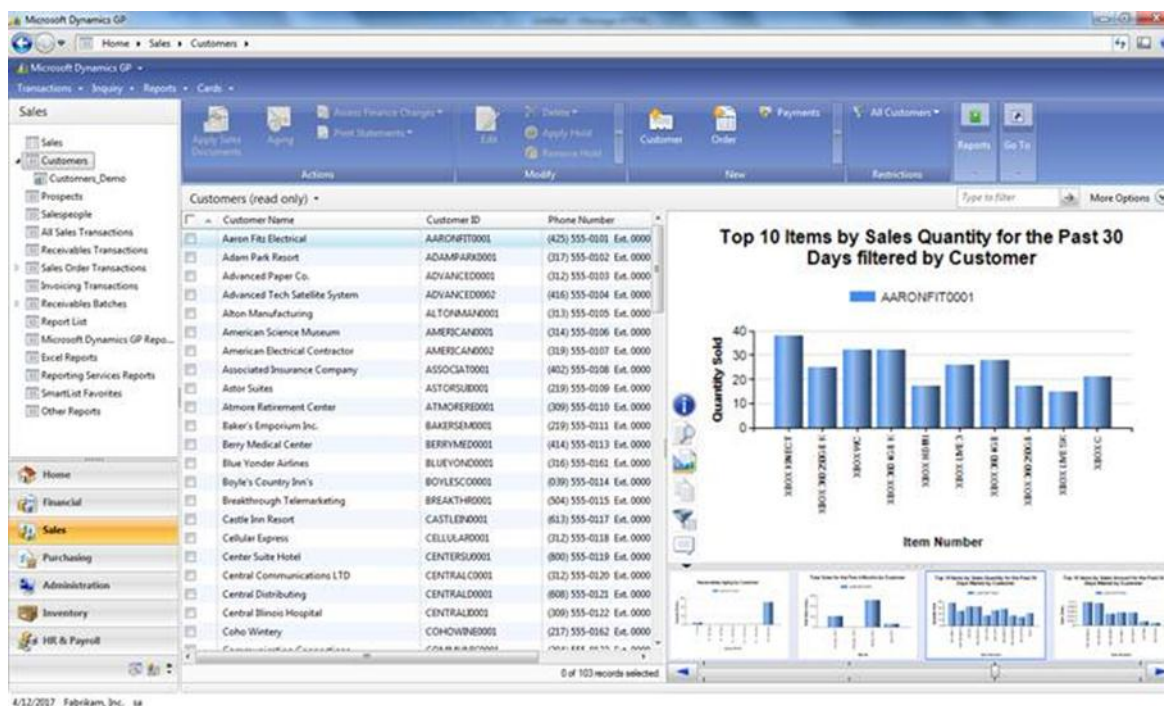 Microsoft Dynamics GP
Home Sales Customers
Microsoft Dynamics GP
Transactions Inquiry Reports Cards
Sales
Sales
Customers
Customers_Demo
Prospects
Salespeople
All Sales Transactions
Receivables Transactions
Sales Order Transactions
Invoicing Transactions
Receivables Batches
Report List
Microsoft Dynamics GP Repo...
Excel Reports
Reporting Services Reports
SmartList Favorites
Other Reports
Home
Financial
Sales
Purchasing
Administration
Inventory
HR & Payroll
Apply Sales Documents
Aging
Assess Finance Charges
Print Statements
Actions
Edit
Delete
Apply Hold
Remove Hold
Modify
Customer
Order
Payments
New
All Customers
Restrictions
Reports
Go To
Customers (read only)
Type to filter
More Options
Customer Name Customer ID Phone Number
Aaron Fitz Electrical AARONFIT0001 (425) 555-0101 Ext. 0000
Adam Park Resort ADAMPARK0001 (317) 555-0102 Ext. 0000
Advanced Paper Co. ADVANCED0001 (312) 555-0103 Ext. 0000
Advanced Tech Satellite System ADVANCED0002 (416) 555-0104 Ext. 0000
Alton Manufacturing ALTONMAN0001 (313) 555-0105 Ext. 0000
American Science Museum AMERICAN0001 (314) 555-0106 Ext. 0000
American Electrical Contractor AMERICAN0002 (319) 555-0107 Ext. 0000
Associated Insurance Company ASSOCIAT0001 (402) 555-0108 Ext. 0000
Astor Suites ASTORSUI0001 (219) 555-0109 Ext. 0000
Atmore Retirement Center ATMORERE0001 (309) 555-0110 Ext. 0000
Baker's Emporium Inc. BAKERSEM0001 (219) 555-0111 Ext. 0000
Berry Medical Center BERRYMED0001 (414) 555-0113 Ext. 0000
Blue Yonder Airlines BLUEYOND0001 (316) 555-0161 Ext. 0000
Boyle's Country Inn's BOYLESCO0001 (039) 555-0114 Ext. 0000
Breakthrough Telemarketing BREAKTHR0001 (504) 555-0115 Ext. 0000
Castle Inn Resort CASTLEIN0001 (613) 555-0117 Ext. 0000
Cellular Express CELLULAR0001 (312) 555-0118 Ext. 0000
Center Suite Hotel CENTERSU0001 (800) 555-0119 Ext. 0000
Central Communications LTD CENTRALC0001 (312) 555-0120 Ext. 0000
Central Distributing CENTRALD0001 (608) 555-0121 Ext. 0000
Central Illinois Hospital CENTRALI0001 (309) 555-0122 Ext. 0000
Coho Wintery COHOWINE0001 (217) 555-0162 Ext. 0000
0 of 103 records selected
Top 10 Items by Sales Quantity for the Past 30
Days filtered by Customer
AARONFIT0001
Quantity Sold
40
30
20
10
0
XBOX KINECT
XBOX LIVE 3
XBOX C
Item Number
4/12/2017 Fabrikam, Inc. sa